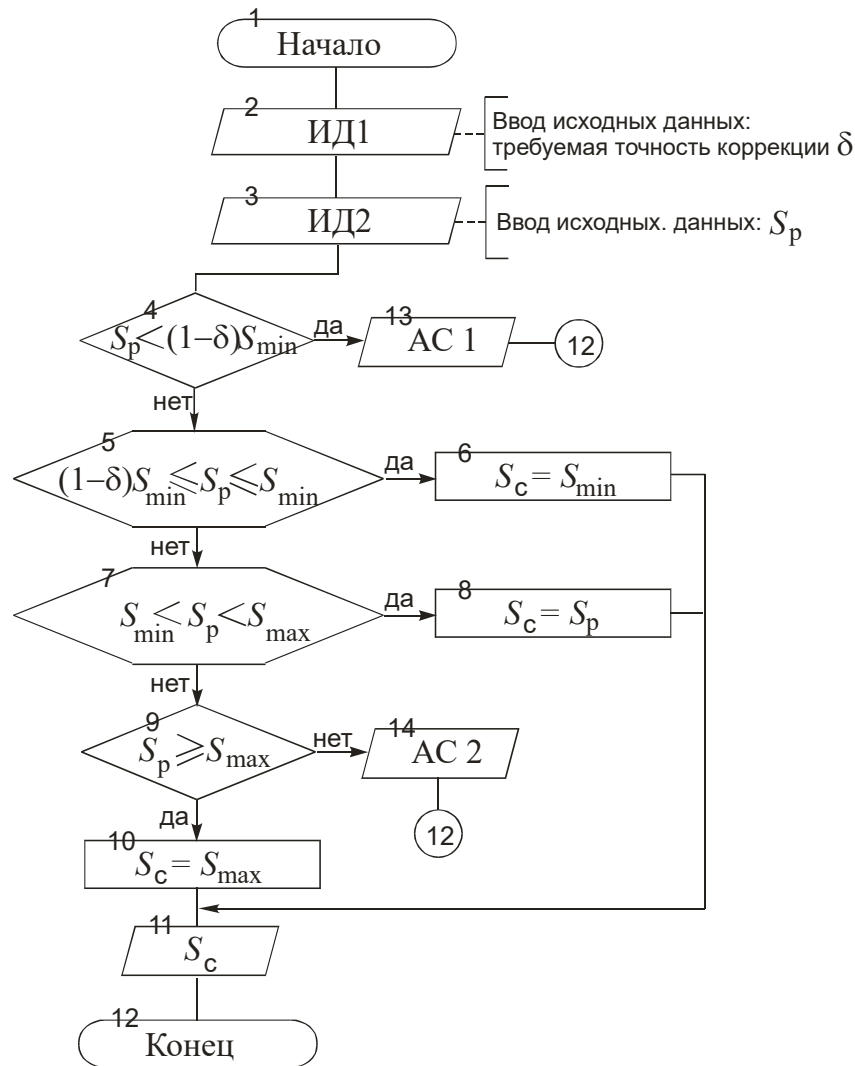 1
Начало
2
ИД1
Ввод исходных данных:
требуемая точность коррекции δ
3
ИД2
Ввод исходных. данных: Sр
4
Sр<(1−δ)Smin
да
13
АС 1
12
нет
5
(1−δ)Smin⩽Sр⩽Smin
да
6
Sс= Smin
нет
7
Smin<Sр<Smax
да
8
Sс= Sр
нет
9
Sр⩾Smax
нет
14
АС 2
12
да
10
Sс= Smax
11
Sс
12
Конец